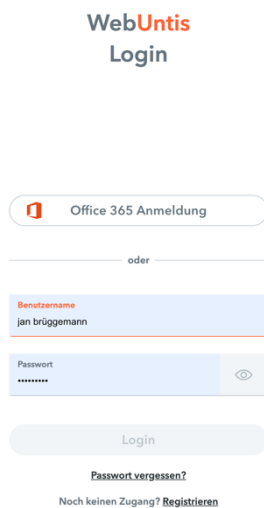 WebUntis
Login
Office 365 Anmeldung
oder
Benutzername
jan brüggemann
Passwort
•••••••••
Login
Passwort vergessen?
Noch keinen Zugang? Registrieren